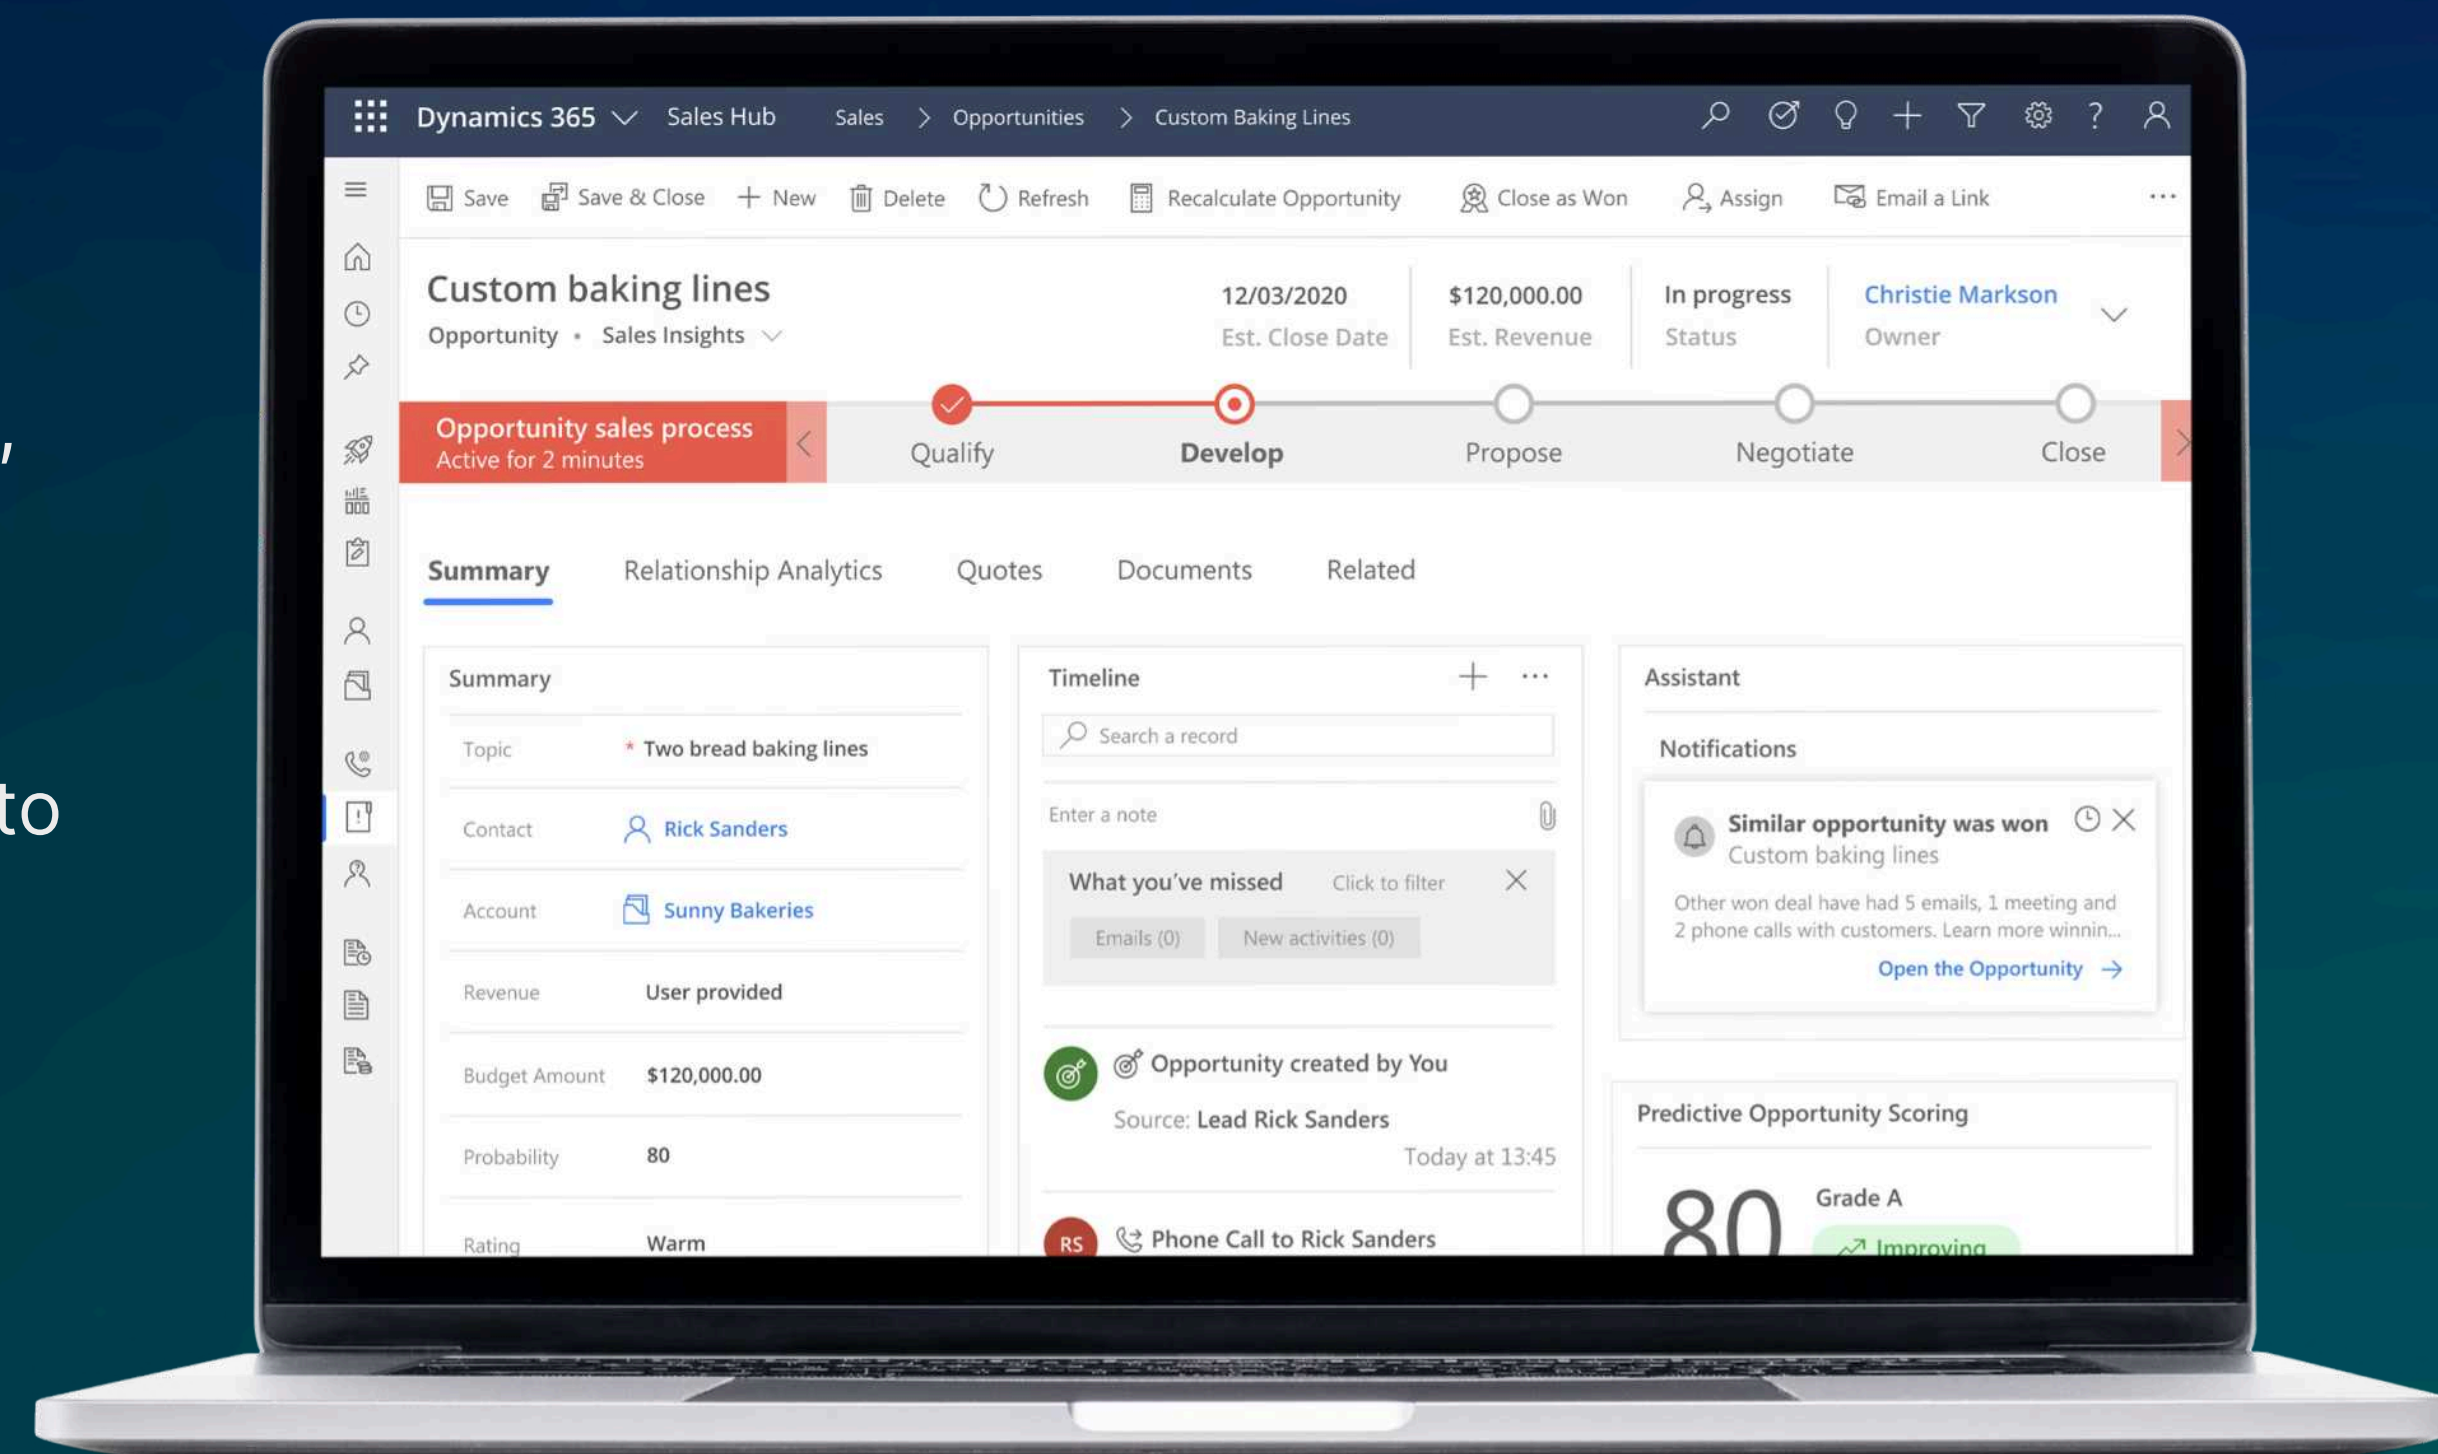 ,
to
Dynamics 365 Sales Hub Sales > Opportunities > Custom Baking Lines
Save Save & Close + New Delete Refresh Recalculate Opportunity Close as Won Assign Email a Link ...
Custom baking lines
Opportunity • Sales Insights
12/03/2020
Est. Close Date
$120,000.00
Est. Revenue
In progress
Status
Christie Markson
Owner
Opportunity sales process
Active for 2 minutes
Qualify Develop Propose Negotiate Close
Summary Relationship Analytics Quotes Documents Related
Summary
Topic * Two bread baking lines
Contact Rick Sanders
Account Sunny Bakeries
Revenue User provided
Budget Amount $120,000.00
Probability 80
Rating Warm
Timeline + ...
Search a record
Enter a note
What you've missed Click to filter
Emails (0) New activities (0)
Opportunity created by You
Source: Lead Rick Sanders
Today at 13:45
RS Phone Call to Rick Sanders
Assistant
Notifications
Similar opportunity was won
Custom baking lines
Other won deal have had 5 emails, 1 meeting and
2 phone calls with customers. Learn more winnin...
Open the Opportunity →
Predictive Opportunity Scoring
80 Grade A
Improving